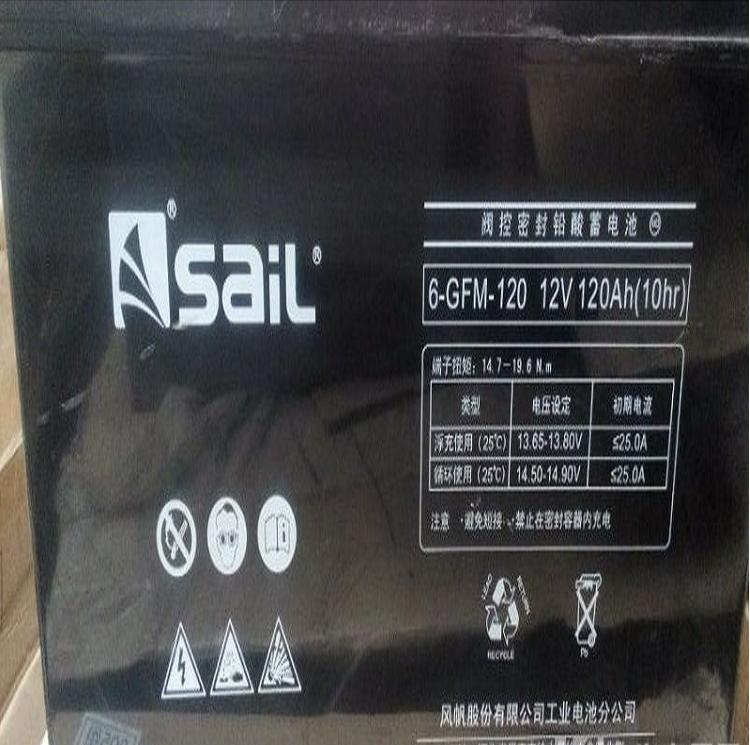 sail®
®
阀控密封铅酸蓄电池
6-GFM-120 12V 120Ah(10hr)
端子扭矩: 14.7-19.6 N.m
类型 电压设定 初期电流
浮充使用 (25℃) 13.65-13.80V ≤25.0A
循环使用 (25℃) 14.50-14.90V ≤25.0A
注意 ·避免短接 ·禁止在密封容器内充电
LEAD RETURN
RECYCLE
Pb
风帆股份有限公司工业电池分公司